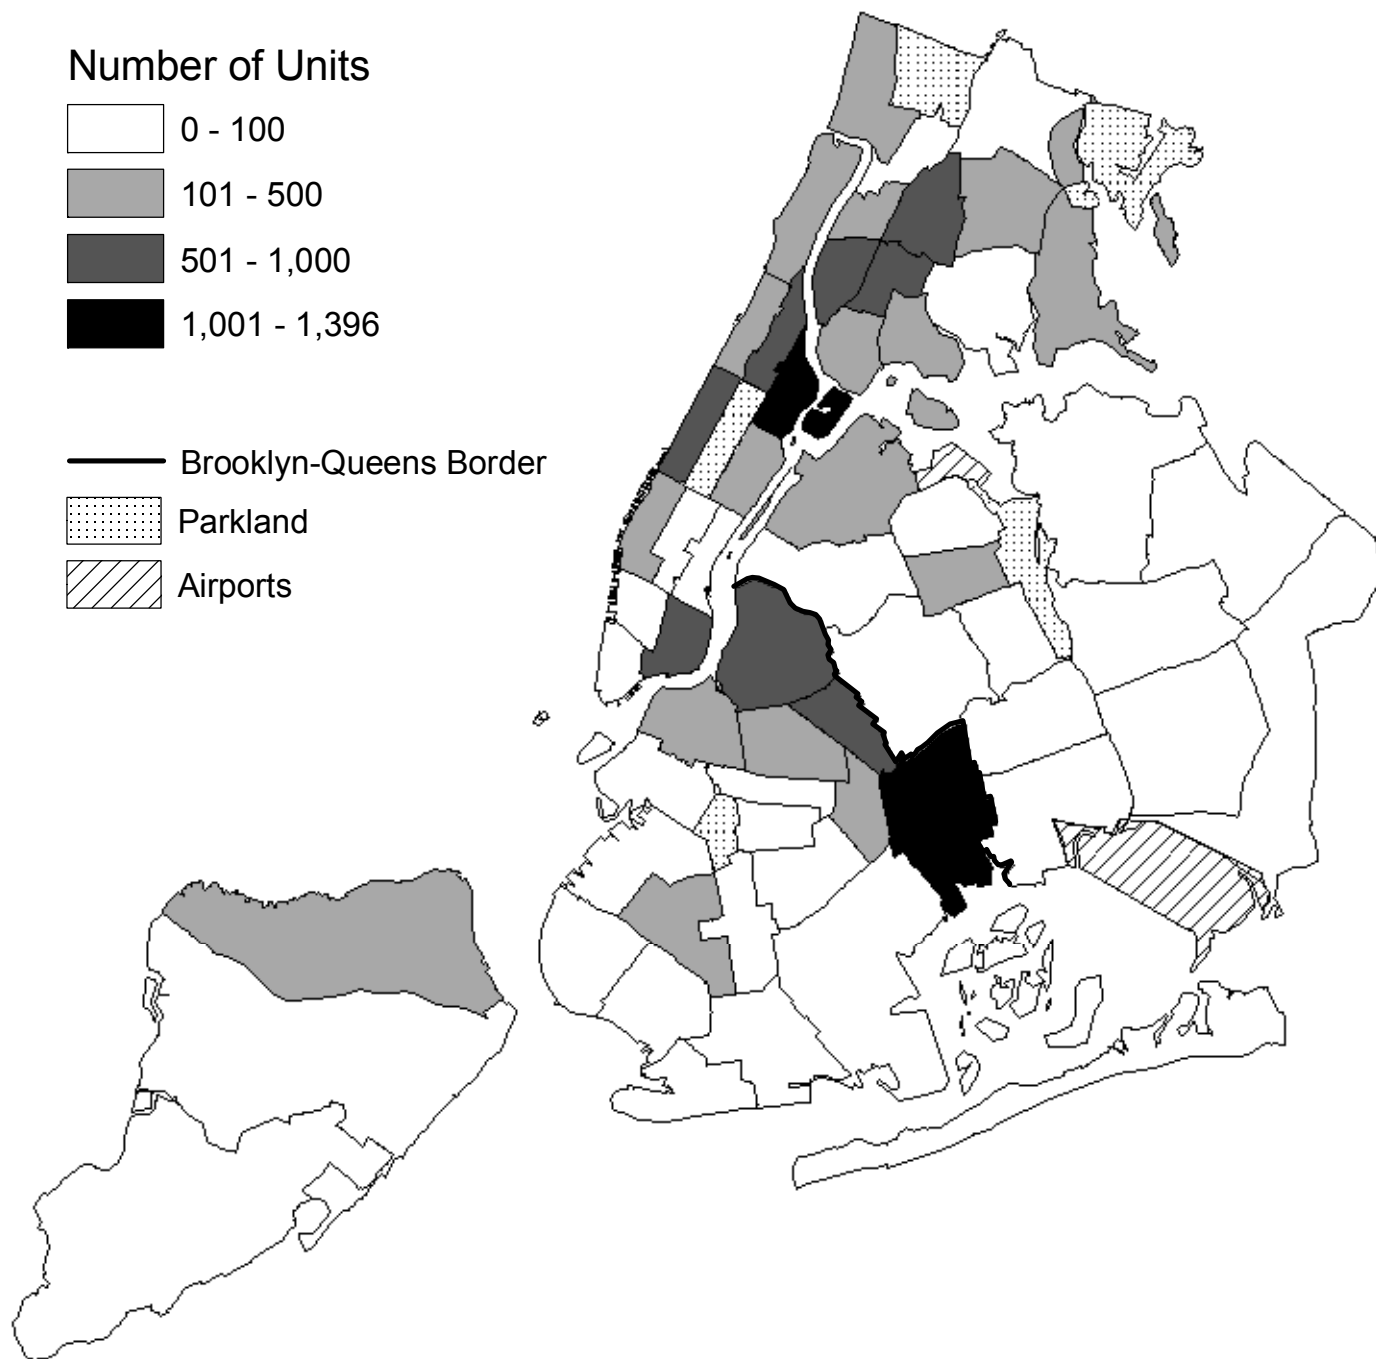 Number of Units
0 - 100
101 - 500
501 - 1,000
1,001 - 1,396
Brooklyn-Queens Border
Parkland
Airports